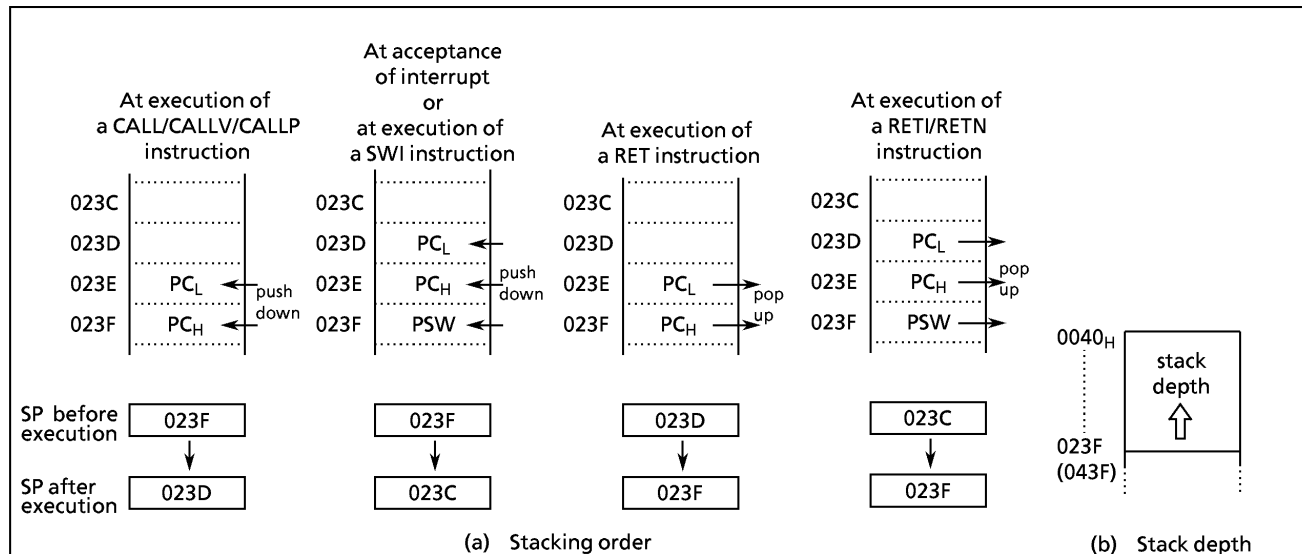 At execution of
a CALL/CALLV/CALLP
instruction
At acceptance
of interrupt
or
at execution of
a SWI instruction
At execution of
a RET instruction
At execution of
a RETI/RETN
instruction
023C
023D
023E PCL
023F PCH
push
down
023C
023D PCL
023E PCH
023F PSW
push
down
023C
023D
023E PCL
023F PCH
pop
up
023C
023D PCL
023E PCH
023F PSW
pop
up
SP before
execution
023F 023F 023D 023C
SP after
execution
023D 023C 023F 023F
(a) Stacking order
0040H
stack
depth
023F
(043F)
(b) Stack depth